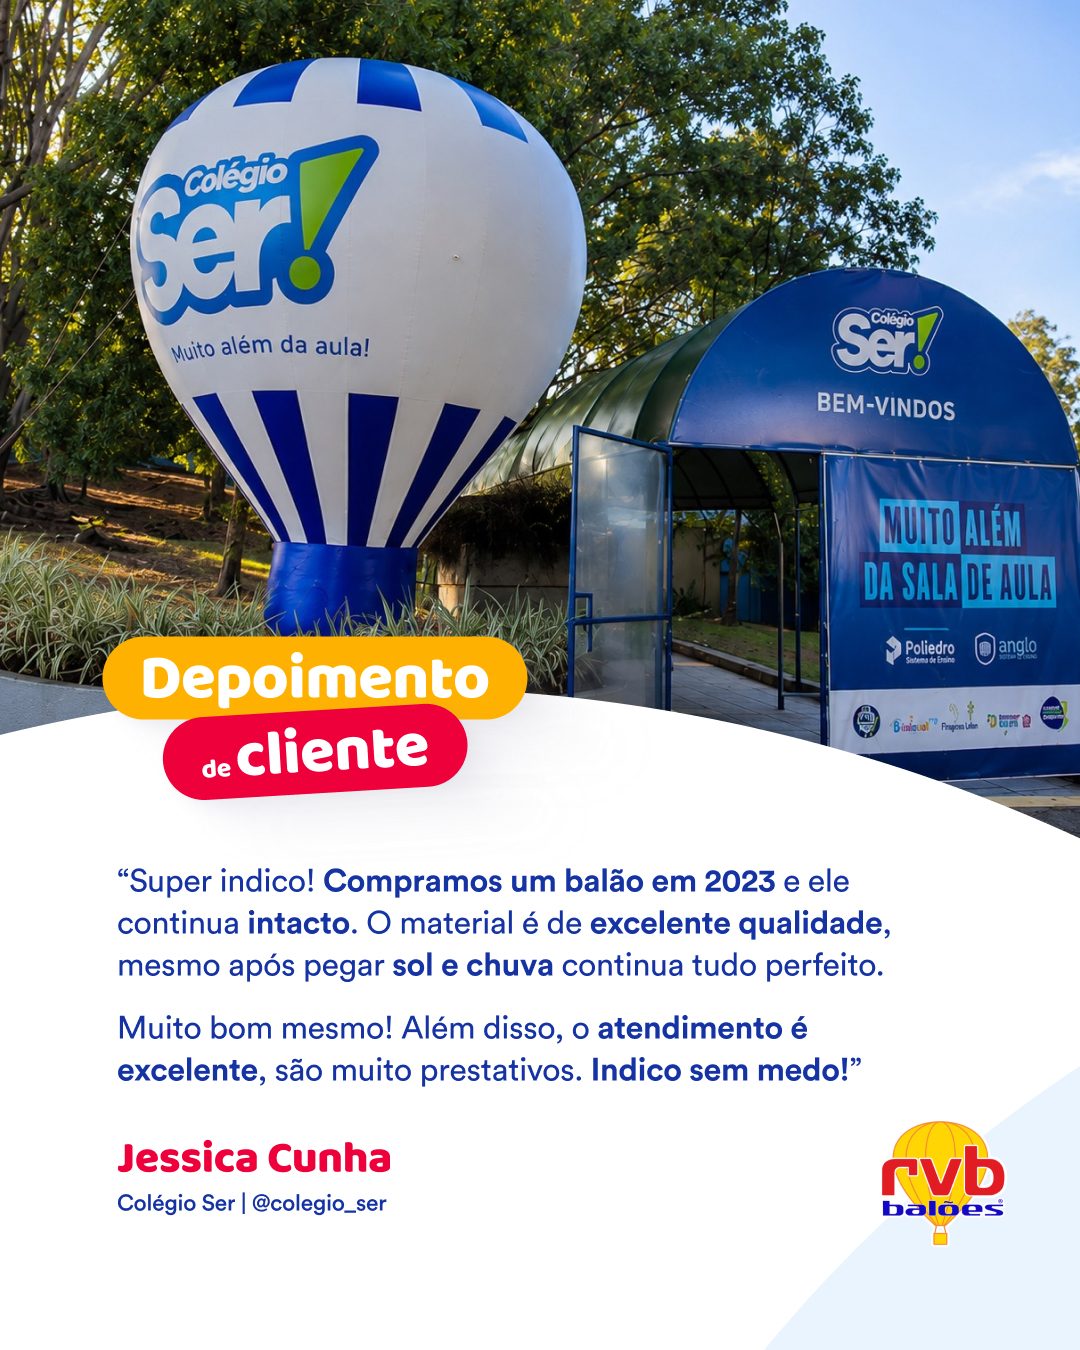 Colégio
Ser!
Muito além da aula!
Colégio
Ser!
BEM-VINDOS
MUITO ALÉM
DA SALA DE AULA
Poliedro
Sistema de Ensino
anglo
Depoimento
de cliente
“Super indico! Compramos um balão em 2023 e ele
continua intacto. O material é de excelente qualidade,
mesmo após pegar sol e chuva continua tudo perfeito.
Muito bom mesmo! Além disso, o atendimento é
excelente, são muito prestativos. Indico sem medo!”
Jessica Cunha
Colégio Ser | @colegio_ser
rvb
balões®